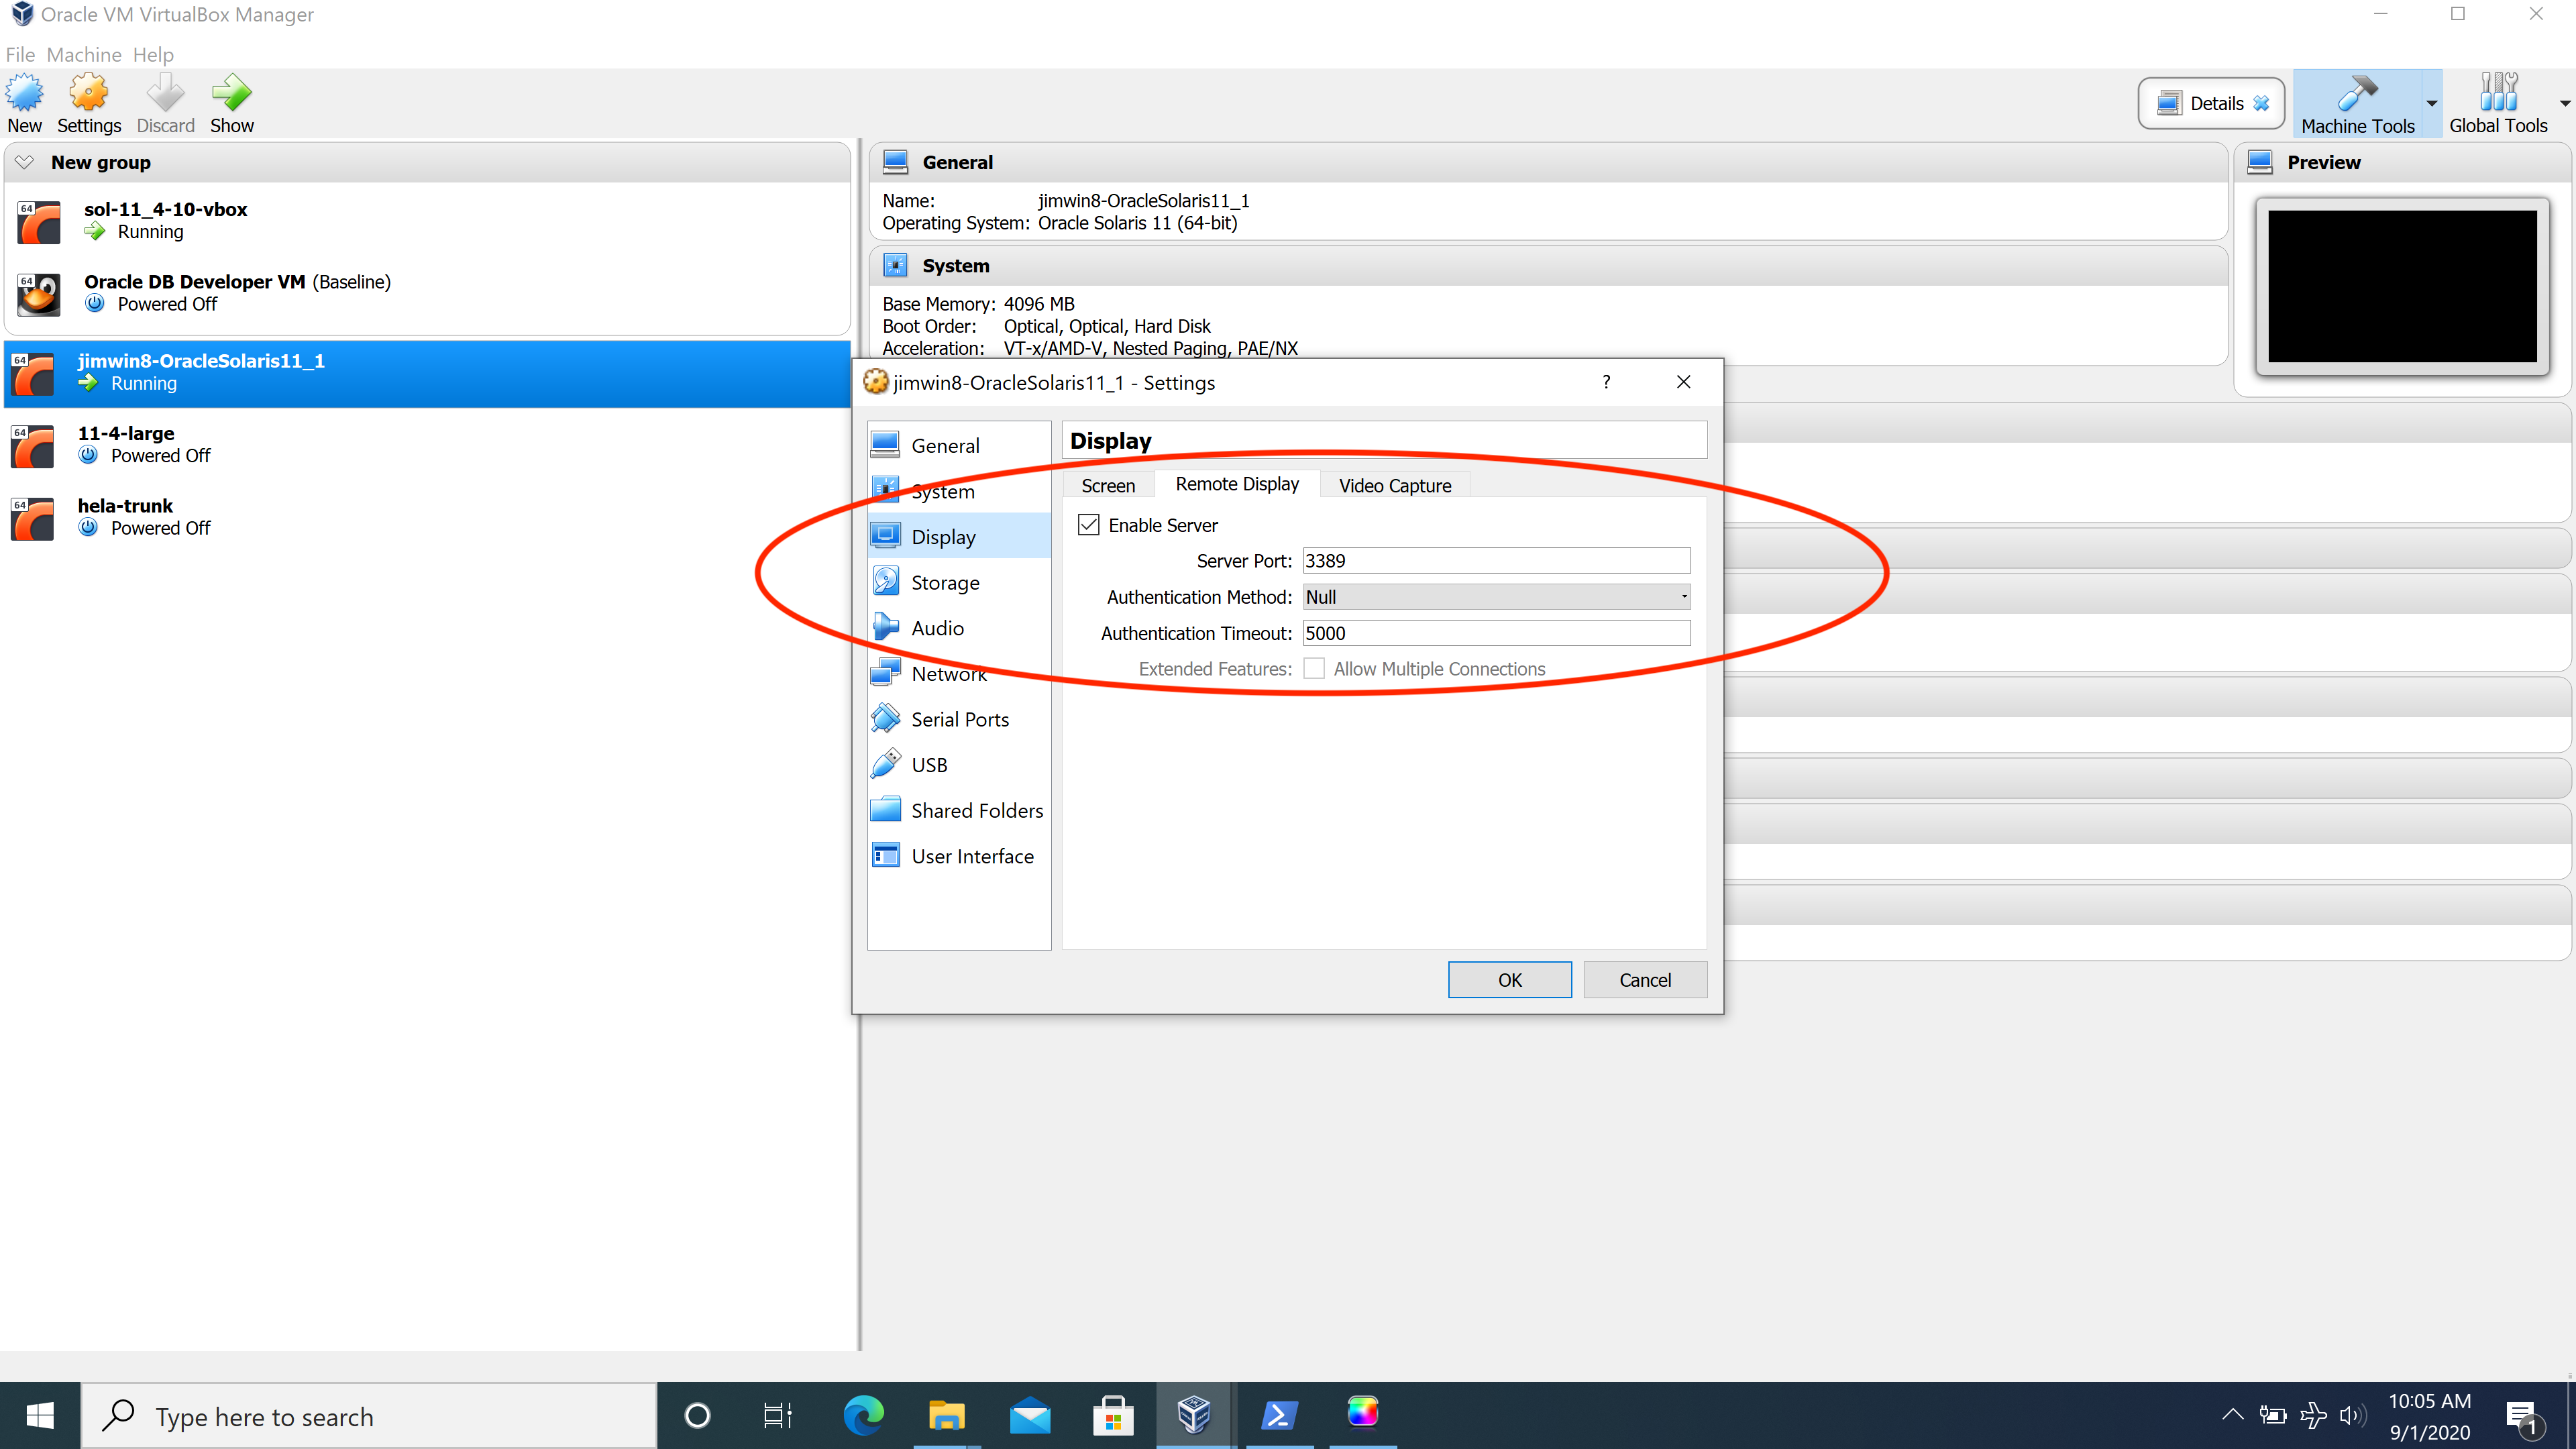 Oracle VM VirtualBox Manager
File Machine Help
New Settings Discard Show
Details Machine Tools Global Tools
New group
sol-11_4-10-vbox
64
Running
Oracle DB Developer VM (Baseline)
64
Powered Off
jimwin8-OracleSolaris11_1
64
Running
11-4-large
64
Powered Off
hela-trunk
64
Powered Off
General
Name: jimwin8-OracleSolaris11_1
Operating System: Oracle Solaris 11 (64-bit)
System
Base Memory: 4096 MB
Boot Order: Optical, Optical, Hard Disk
Acceleration: VT-x/AMD-V, Nested Paging, PAE/NX
Preview
jimwin8-OracleSolaris11_1 - Settings
?
General
System
Display
Storage
Audio
Network
Serial Ports
USB
Shared Folders
User Interface
Display
Screen Remote Display Video Capture
Enable Server
Server Port: 3389
Authentication Method: Null
Authentication Timeout: 5000
Extended Features: Allow Multiple Connections
OK Cancel
Type here to search
10:05 AM
9/1/2020
1